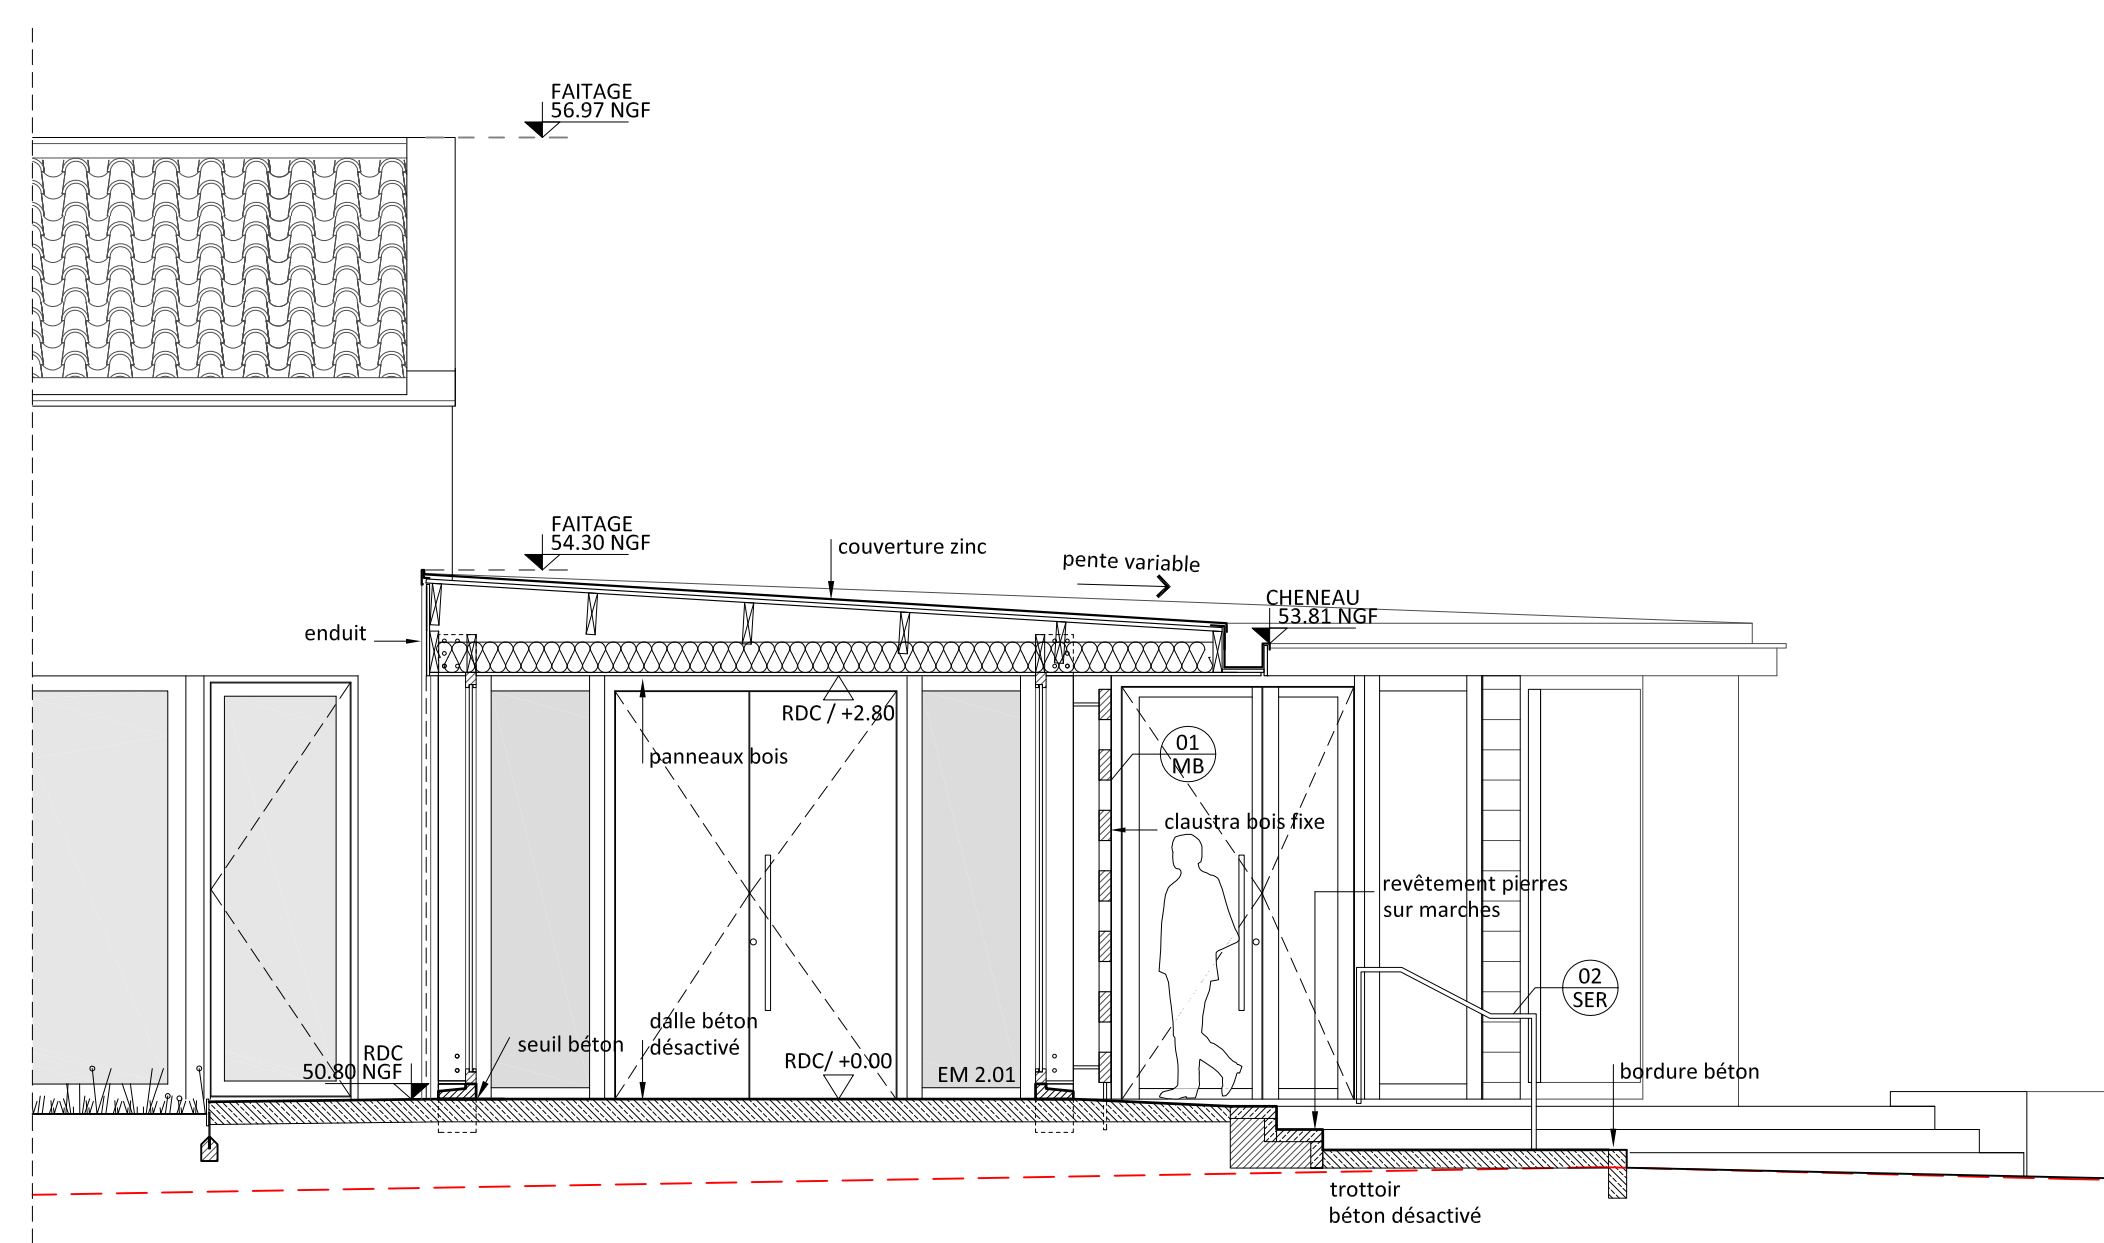 FAITAGE
56.97 NGF
FAITAGE
54.30 NGF
couverture zinc
pente variable
CHENEAU
53.81 NGF
enduit
RDC / +2.80
panneaux bois
01
MB
claustra bois fixe
revêtement pierres
sur marches
02
SER
dalle béton
désactivé
seuil béton
RDC
50.80 NGF
RDC/ +0.00
EM 2.01
bordure béton
trottoir
béton désactivé